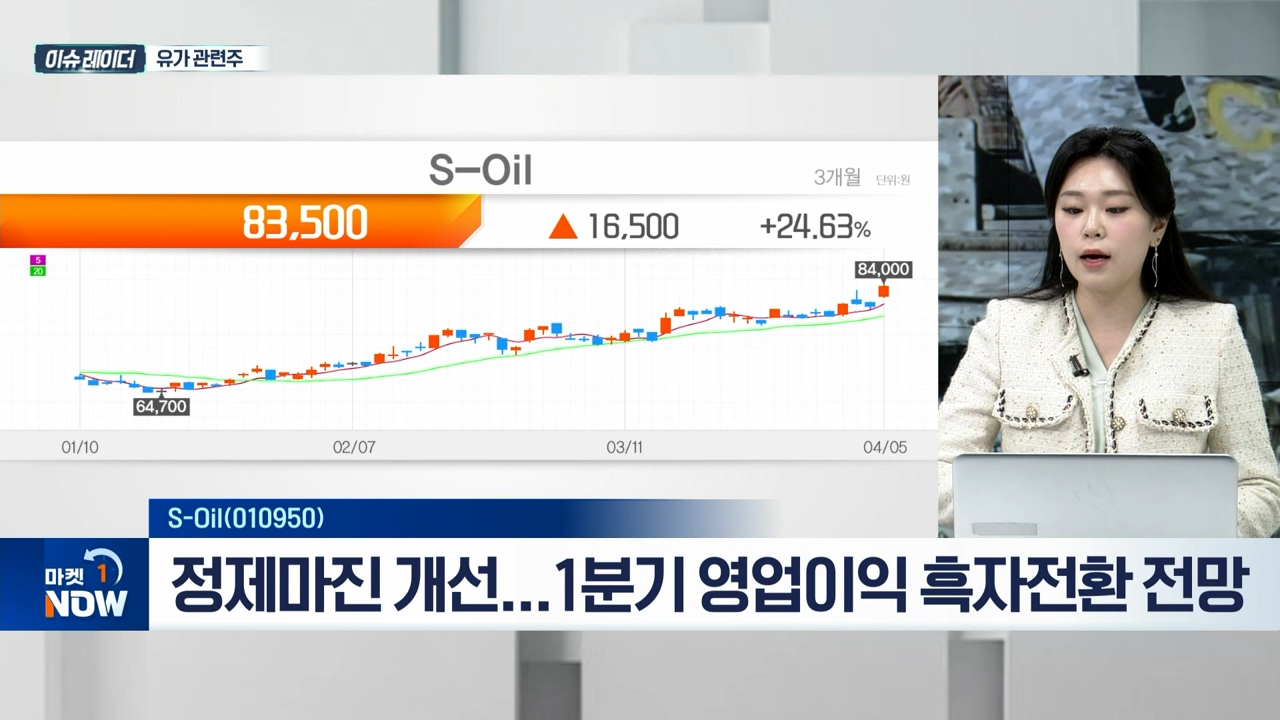 이슈레이더 유가 관련주
S-Oil
3개월 단위:원
83,500 ▲ 16,500 +24.63%
5
20
84,000
64,700
01/10 02/07 03/11 04/05
S-Oil(010950)
마켓 1
NOW
정제마진 개선...1분기 영업이익 흑자전환 전망